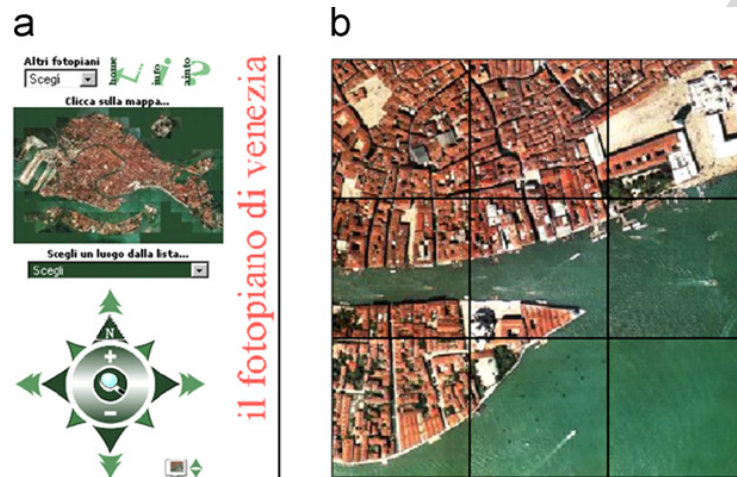 a
b
Altri fotopiani
Scegli
home
info
aiuto
Clicca sulla mappa...
Scegli un luogo dalla lista...
Scegli
N
il fotopiano di venezia